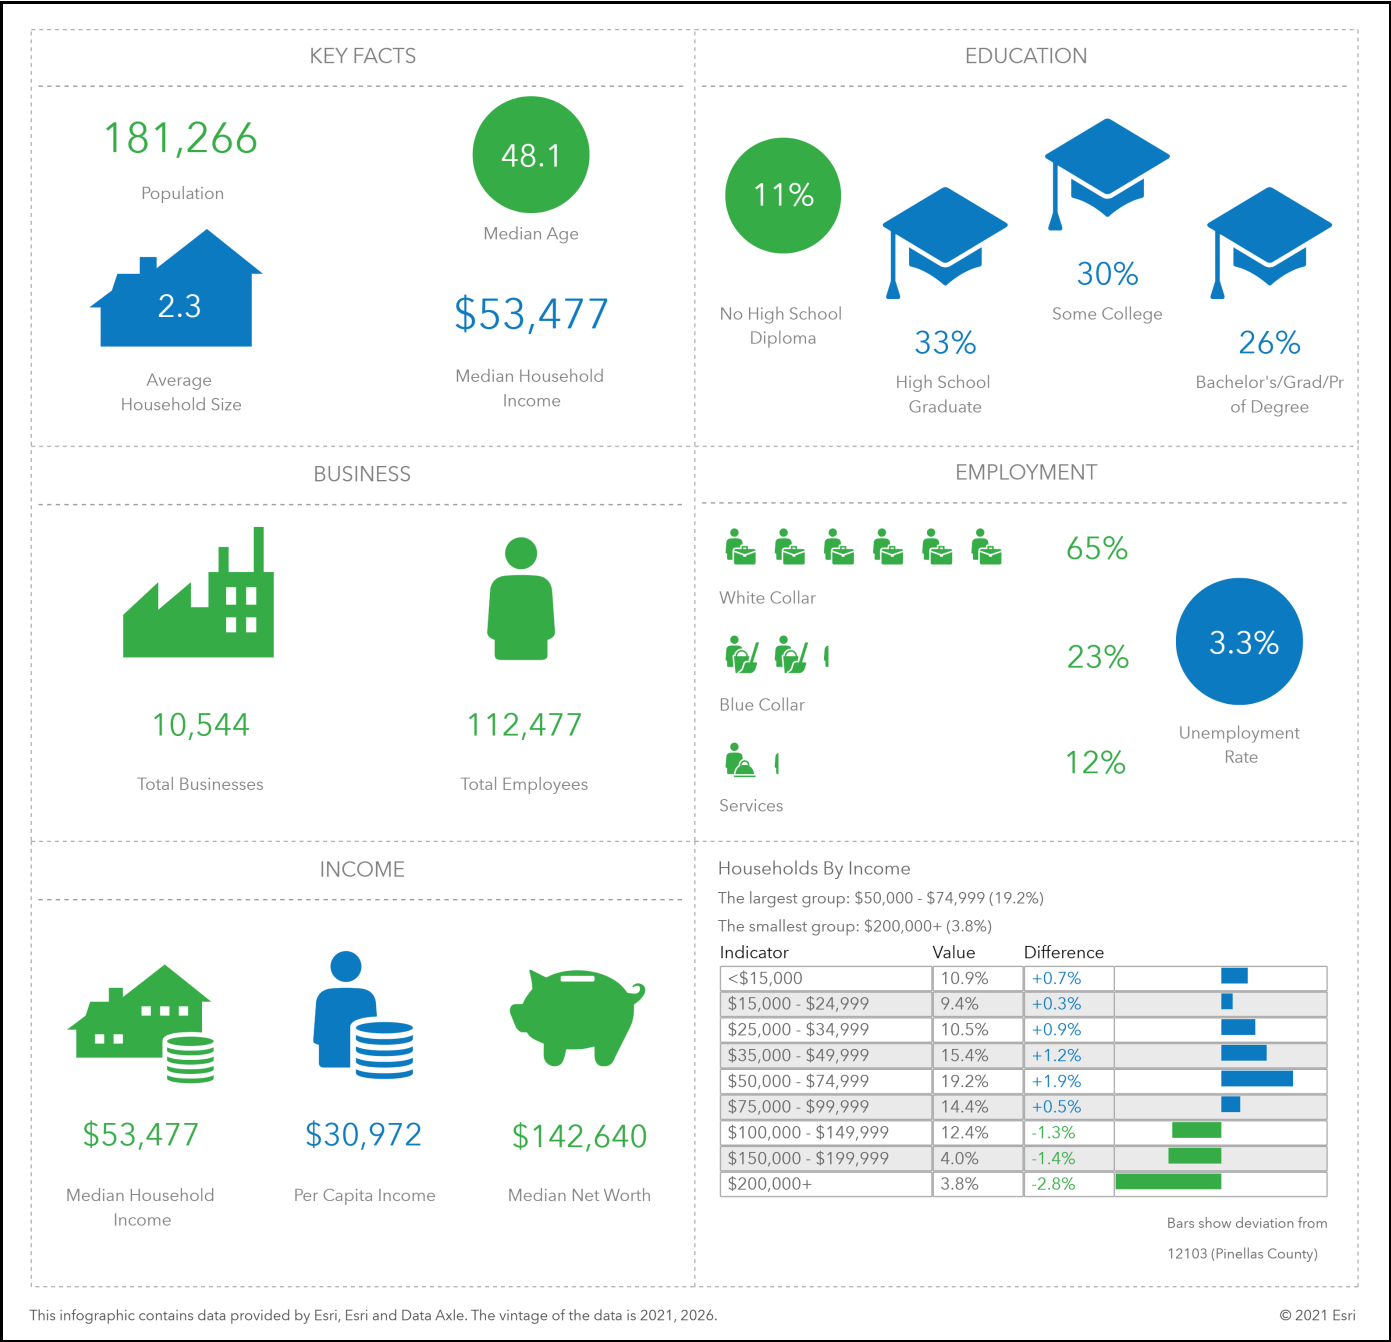 KEY FACTS
181,266
Population
48.1
Median Age
2.3
Average
Household Size
$53,477
Median Household
Income
EDUCATION
11%
No High School
Diploma
33%
High School
Graduate
30%
Some College
26%
Bachelor's/Grad/Pr
of Degree
BUSINESS
10,544
Total Businesses
112,477
Total Employees
EMPLOYMENT
65%
White Collar
23%
Blue Collar
12%
Services
3.3%
Unemployment
Rate
INCOME
$53,477
Median Household
Income
$30,972
Per Capita Income
$142,640
Median Net Worth
Households By Income
The largest group: $50,000 - $74,999 (19.2%)
The smallest group: $200,000+ (3.8%)
Indicator Value Difference
<$15,000 10.9% +0.7%
$15,000 - $24,999 9.4% +0.3%
$25,000 - $34,999 10.5% +0.9%
$35,000 - $49,999 15.4% +1.2%
$50,000 - $74,999 19.2% +1.9%
$75,000 - $99,999 14.4% +0.5%
$100,000 - $149,999 12.4% -1.3%
$150,000 - $199,999 4.0% -1.4%
$200,000+ 3.8% -2.8%
Bars show deviation from
12103 (Pinellas County)
This infographic contains data provided by Esri, Esri and Data Axle. The vintage of the data is 2021, 2026.
© 2021 Esri